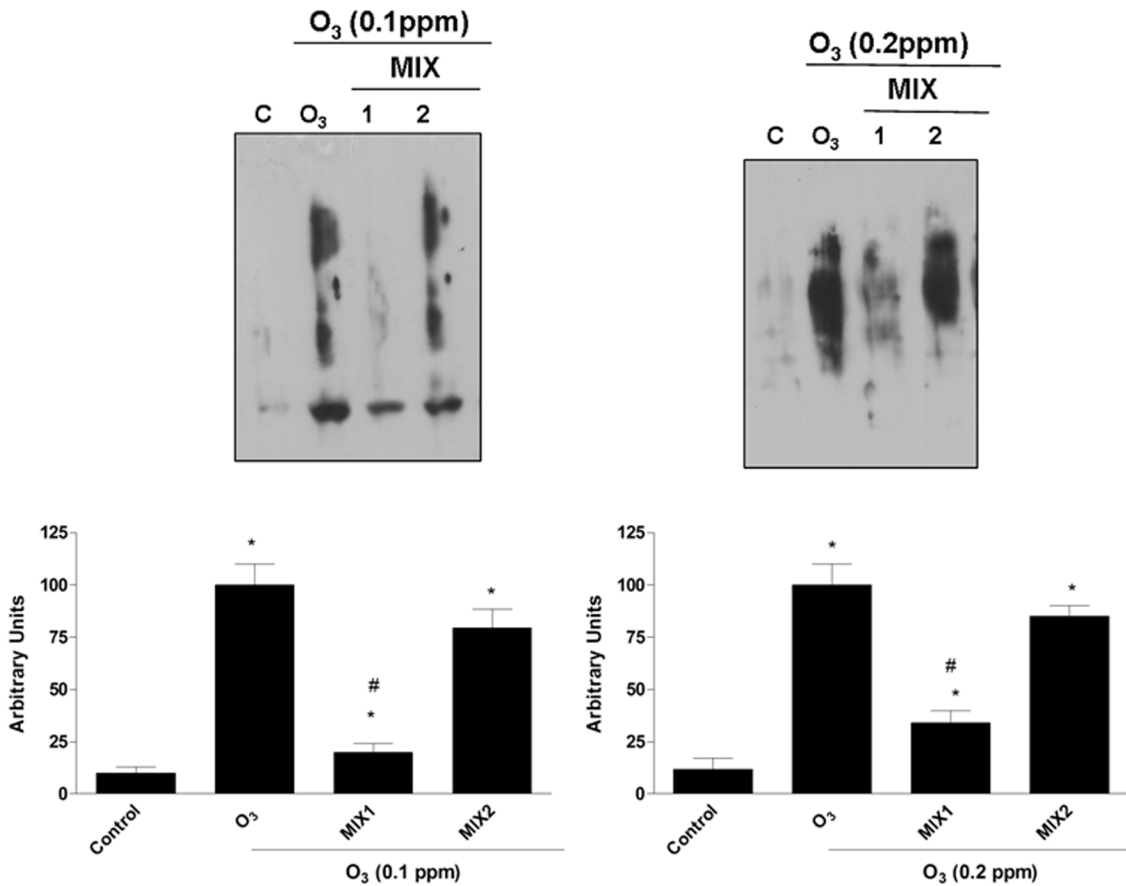 O₃ (0.1ppm)
MIX
C O₃ 1 2
O₃ (0.2ppm)
MIX
C O₃ 1 2
Arbitrary Units
125
100
75
50
25
0
*
*
#
*
Control
O₃
MIX1
MIX2
O₃ (0.1 ppm)
Arbitrary Units
125
100
75
50
25
0
*
*
#
*
Control
O₃
MIX1
MIX2
O₃ (0.2 ppm)